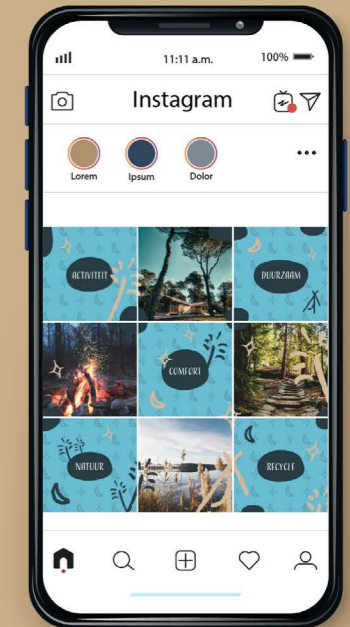 11:11 a.m.
100%
Instagram
Lorem
Ipsum
Dolor
ACTIVITEIT
DUURZAAM
COMFORT
NATUUR
RECYCLE